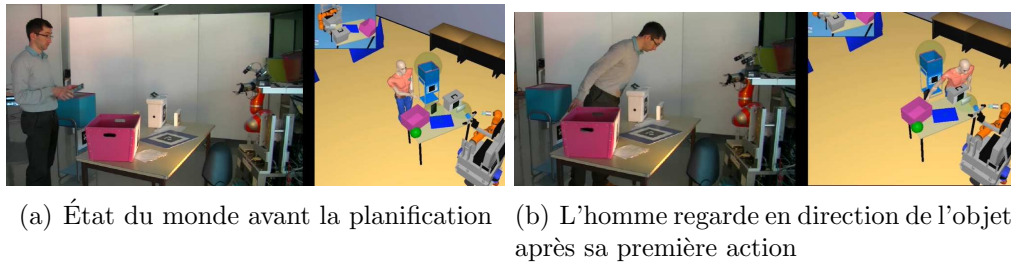 (a) État du monde avant la planification
(b) L'homme regarde en direction de l'objet
après sa première action